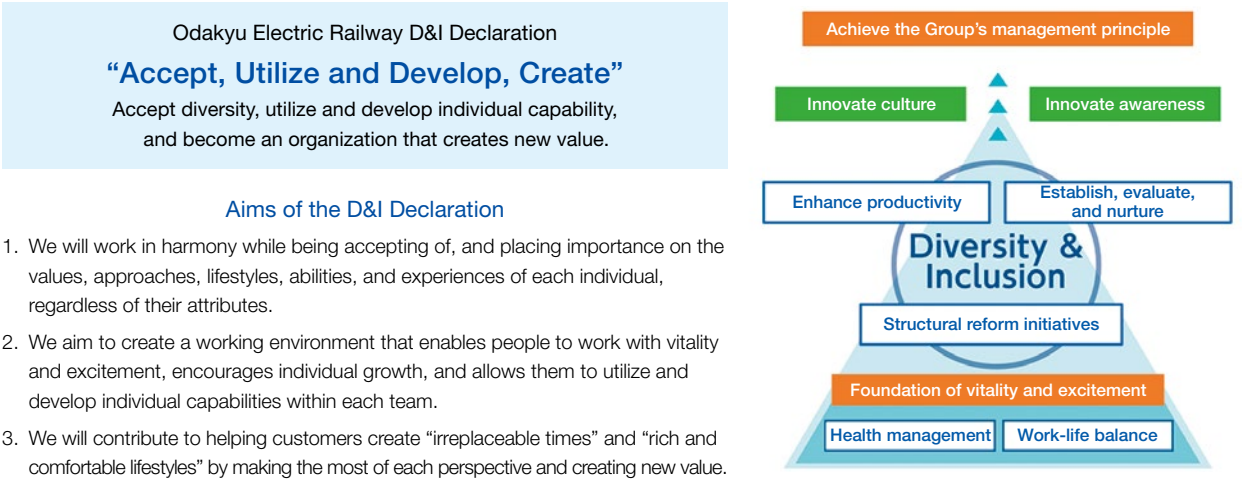 Odakyu Electric Railway D&I Declaration
“Accept, Utilize and Develop, Create”
Accept diversity, utilize and develop individual capability,
and become an organization that creates new value.
Aims of the D&I Declaration
1. We will work in harmony while being accepting of, and placing importance on the
values, approaches, lifestyles, abilities, and experiences of each individual,
regardless of their attributes.
2. We aim to create a working environment that enables people to work with vitality
and excitement, encourages individual growth, and allows them to utilize and
develop individual capabilities within each team.
3. We will contribute to helping customers create “irreplaceable times” and “rich and
comfortable lifestyles” by making the most of each perspective and creating new value.
Achieve the Group’s management principle
Innovate culture
Innovate awareness
Enhance productivity
Establish, evaluate,
and nurture
Diversity &
Inclusion
Structural reform initiatives
Foundation of vitality and excitement
Health management
Work-life balance